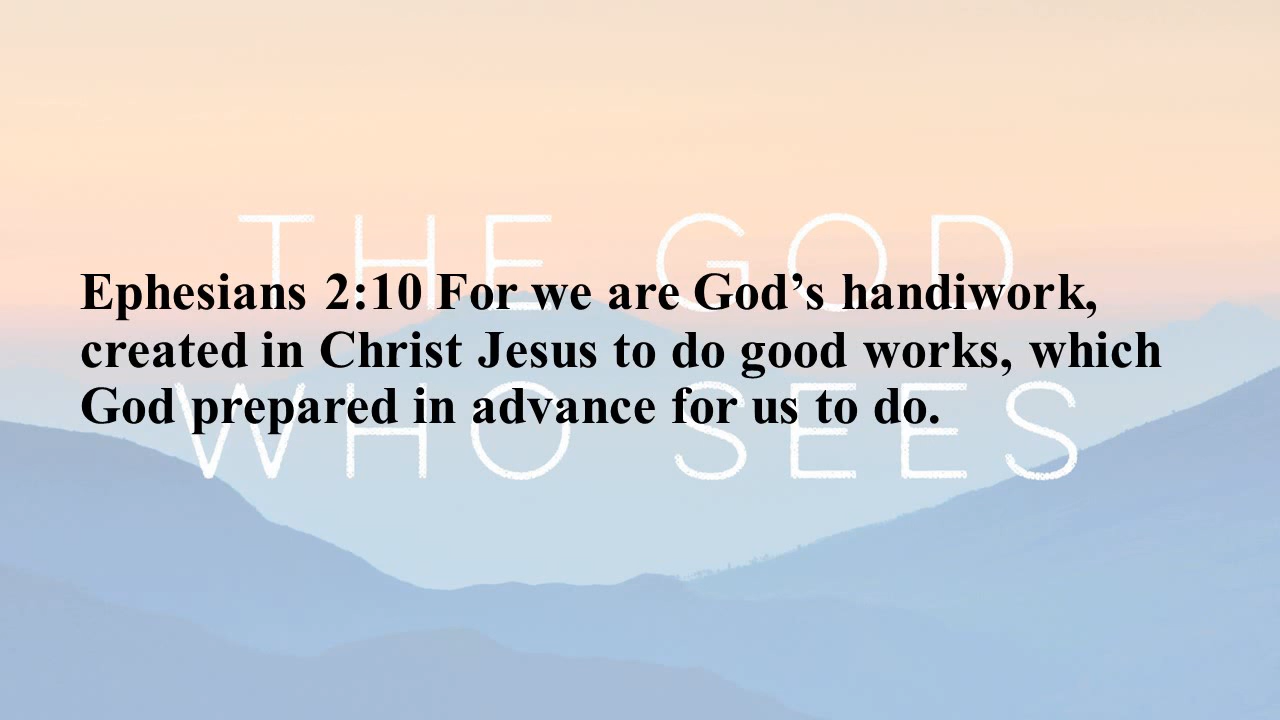 THE GOD
Ephesians 2:10 For we are God’s handiwork,
created in Christ Jesus to do good works, which
God prepared in advance for us to do.
WHO SEES